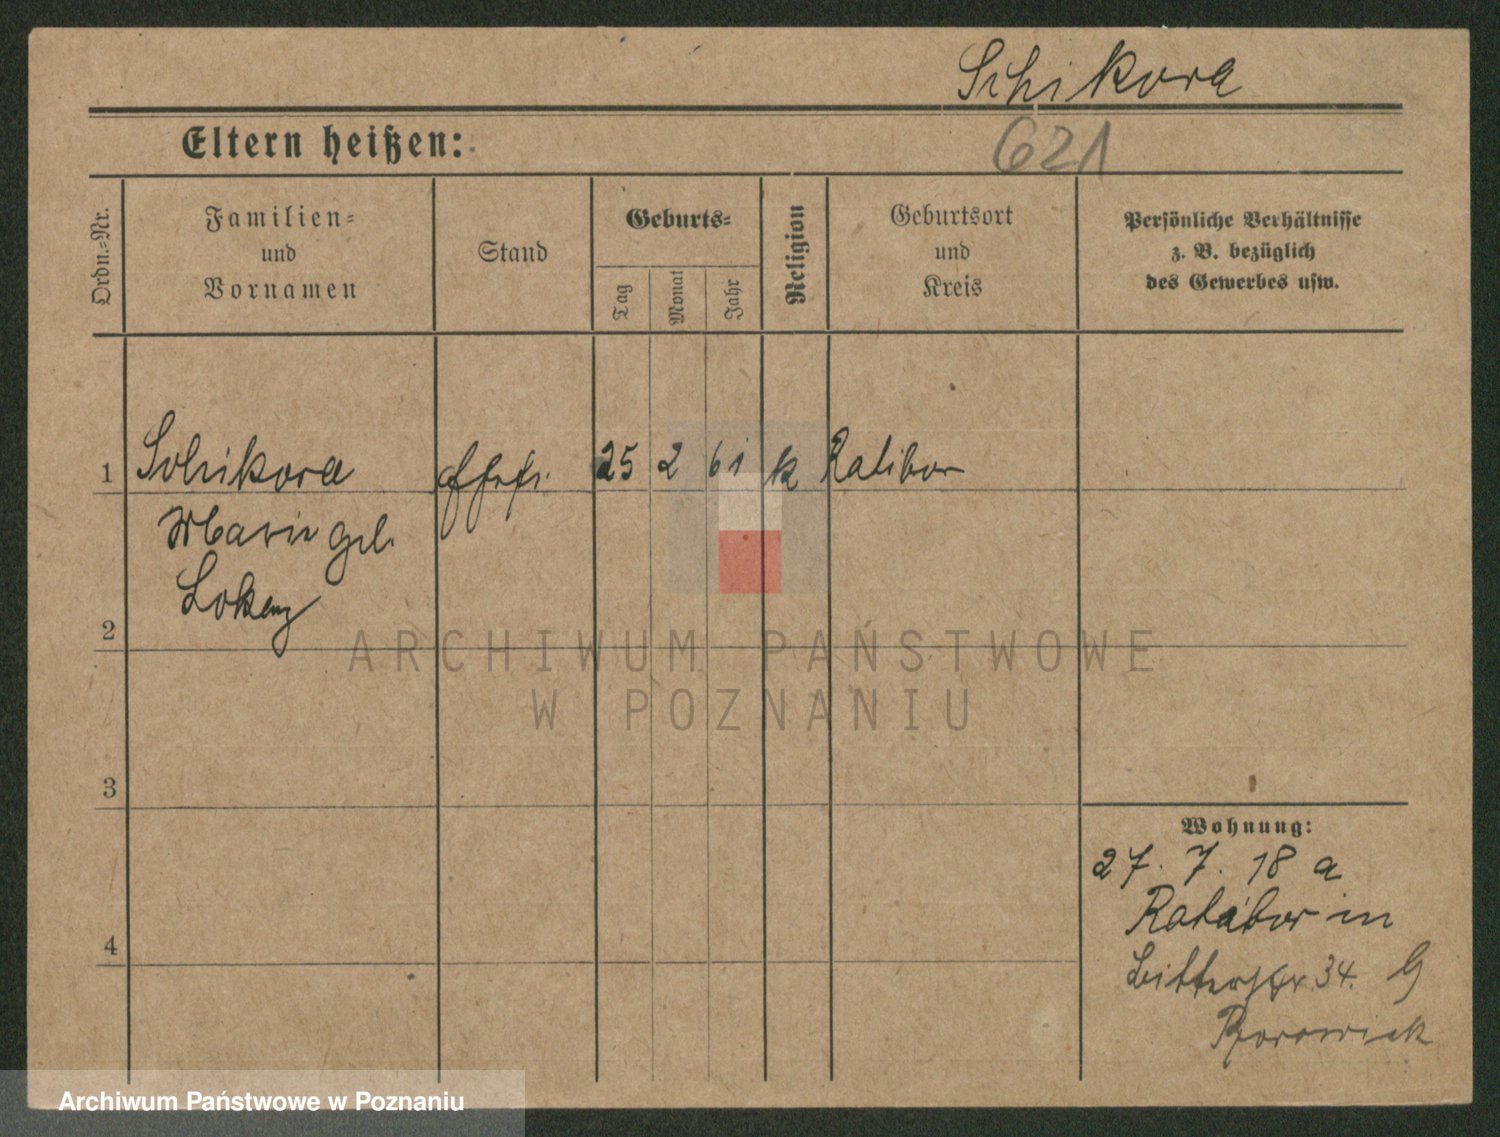 Schikora
Eltern heißen:
621
Ordn.=Nr.
Familien=
und
Vornamen
Stand
Geburts=
Tag
Monat
Jahr
Religion
Geburtsort
und
Kreis
Persönliche Verhältnisse
z. B. bezüglich
des Gewerbes usw.
1 Schikora 25 2 61 k Ratibor
Marie geb.
2
ARCHIWUM PAŃSTWOWE
W POZNANIU
3
Wohnung:
27. 7. 18 a
Ratibor in
34. G
4
Archiwum Państwowe w Poznaniu